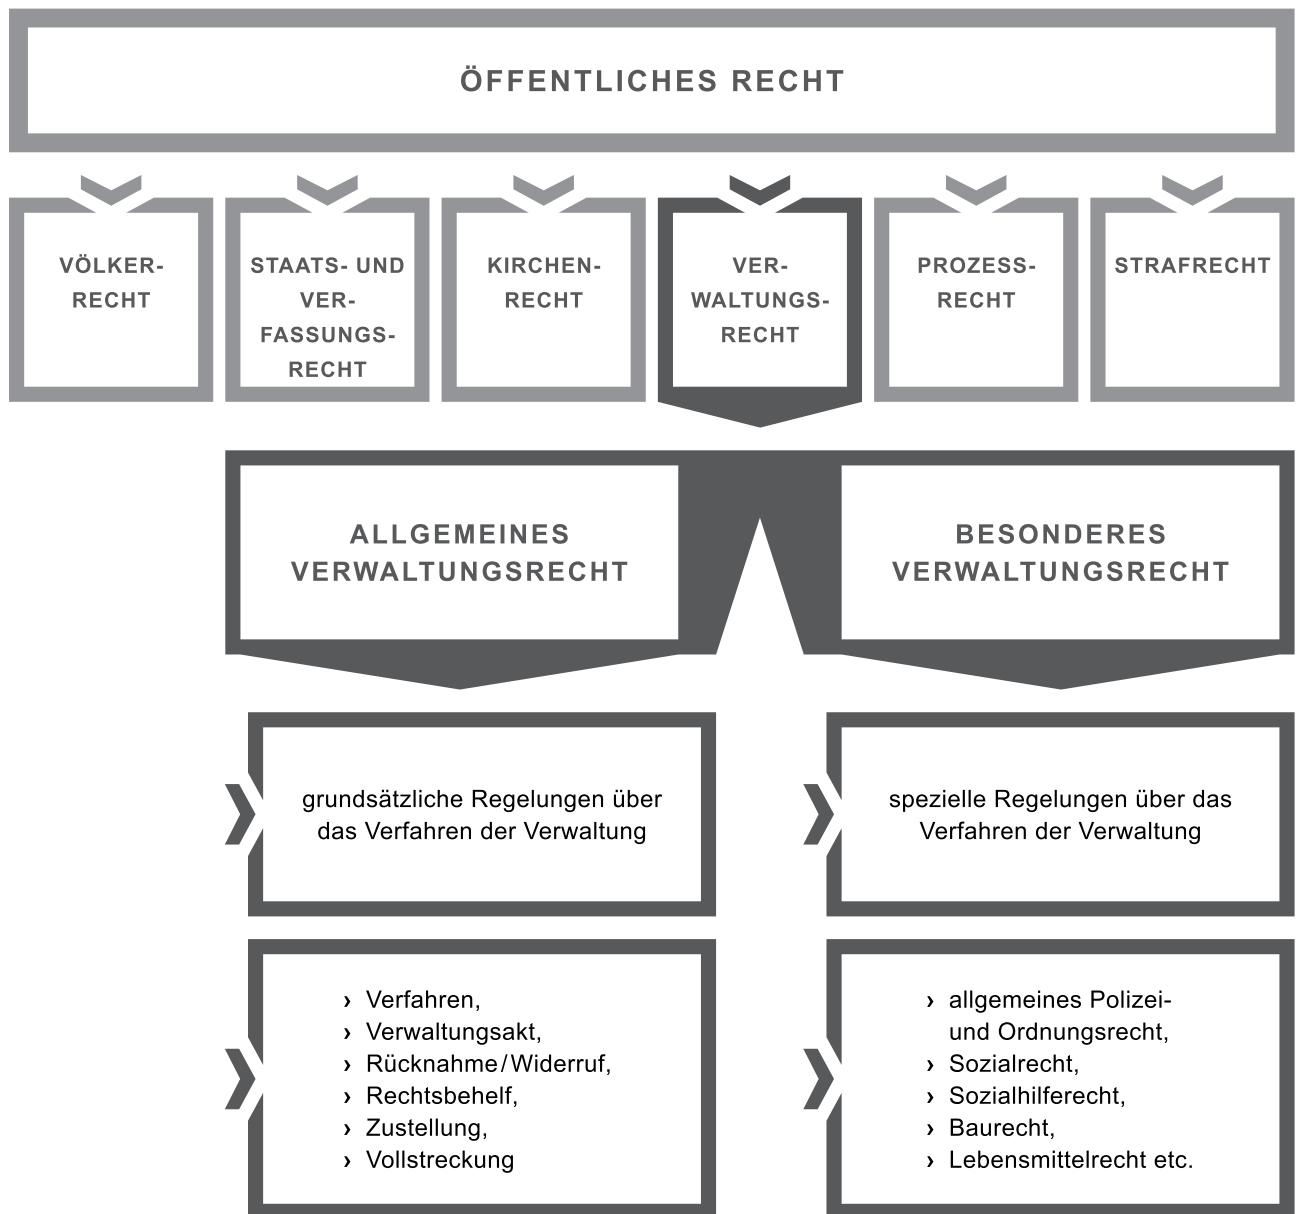 ÖFFENTLICHES RECHT
VÖLKER-
RECHT
STAATS- UND
VER-
FASSUNGS-
RECHT
KIRCHEN-
RECHT
VER-
WALTUNGS-
RECHT
PROZESS-
RECHT
STRAFRECHT
ALLGEMEINES
VERWALTUNGSRECHT
BESONDERES
VERWALTUNGSRECHT
grundsätzliche Regelungen über
das Verfahren der Verwaltung
spezielle Regelungen über das
Verfahren der Verwaltung
› Verfahren,
› Verwaltungsakt,
› Rücknahme/Widerruf,
› Rechtsbehelf,
› Zustellung,
› Vollstreckung
› allgemeines Polizei-
und Ordnungsrecht,
› Sozialrecht,
› Sozialhilferecht,
› Baurecht,
› Lebensmittelrecht etc.